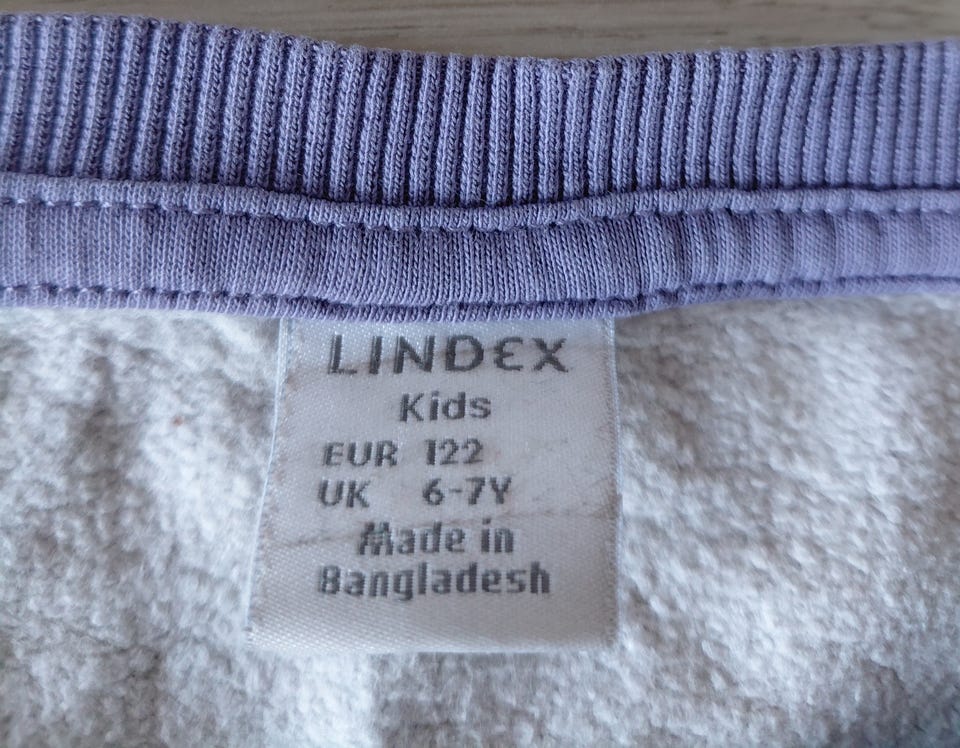 LINDEX
Kids
EUR 122
UK 6-7Y
Made in
Bangladesh